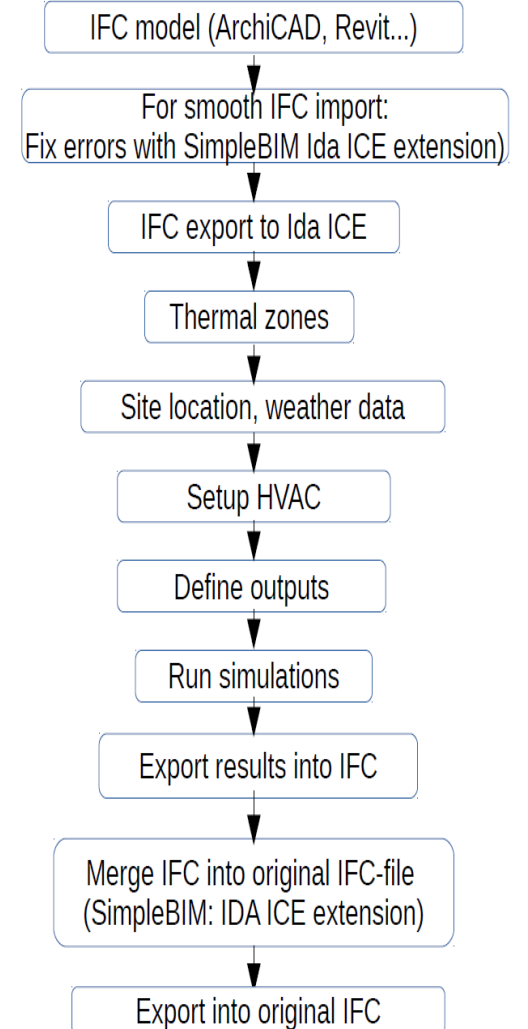 IFC model (ArchiCAD, Revit...)
For smooth IFC import:
Fix errors with SimpleBIM Ida ICE extension)
IFC export to Ida ICE
Thermal zones
Site location, weather data
Setup HVAC
Define outputs
Run simulations
Export results into IFC
Merge IFC into original IFC-file
(SimpleBIM: IDA ICE extension)
Export into original IFC